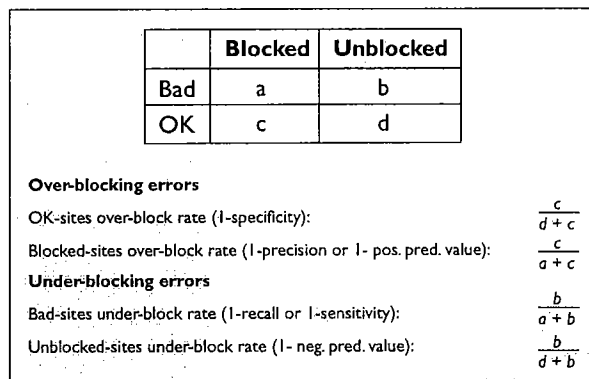 Blocked Unblocked
Bad a b
OK c d
Over-blocking errors
OK-sites over-block rate (1-specificity): c / d + c
Blocked-sites over-block rate (1-precision or 1- pos. pred. value): c / a + c
Under-blocking errors
Bad-sites under-block rate (1-recall or 1-sensitivity): b / a + b
Unblocked-sites under-block rate (1- neg. pred. value): b / d + b